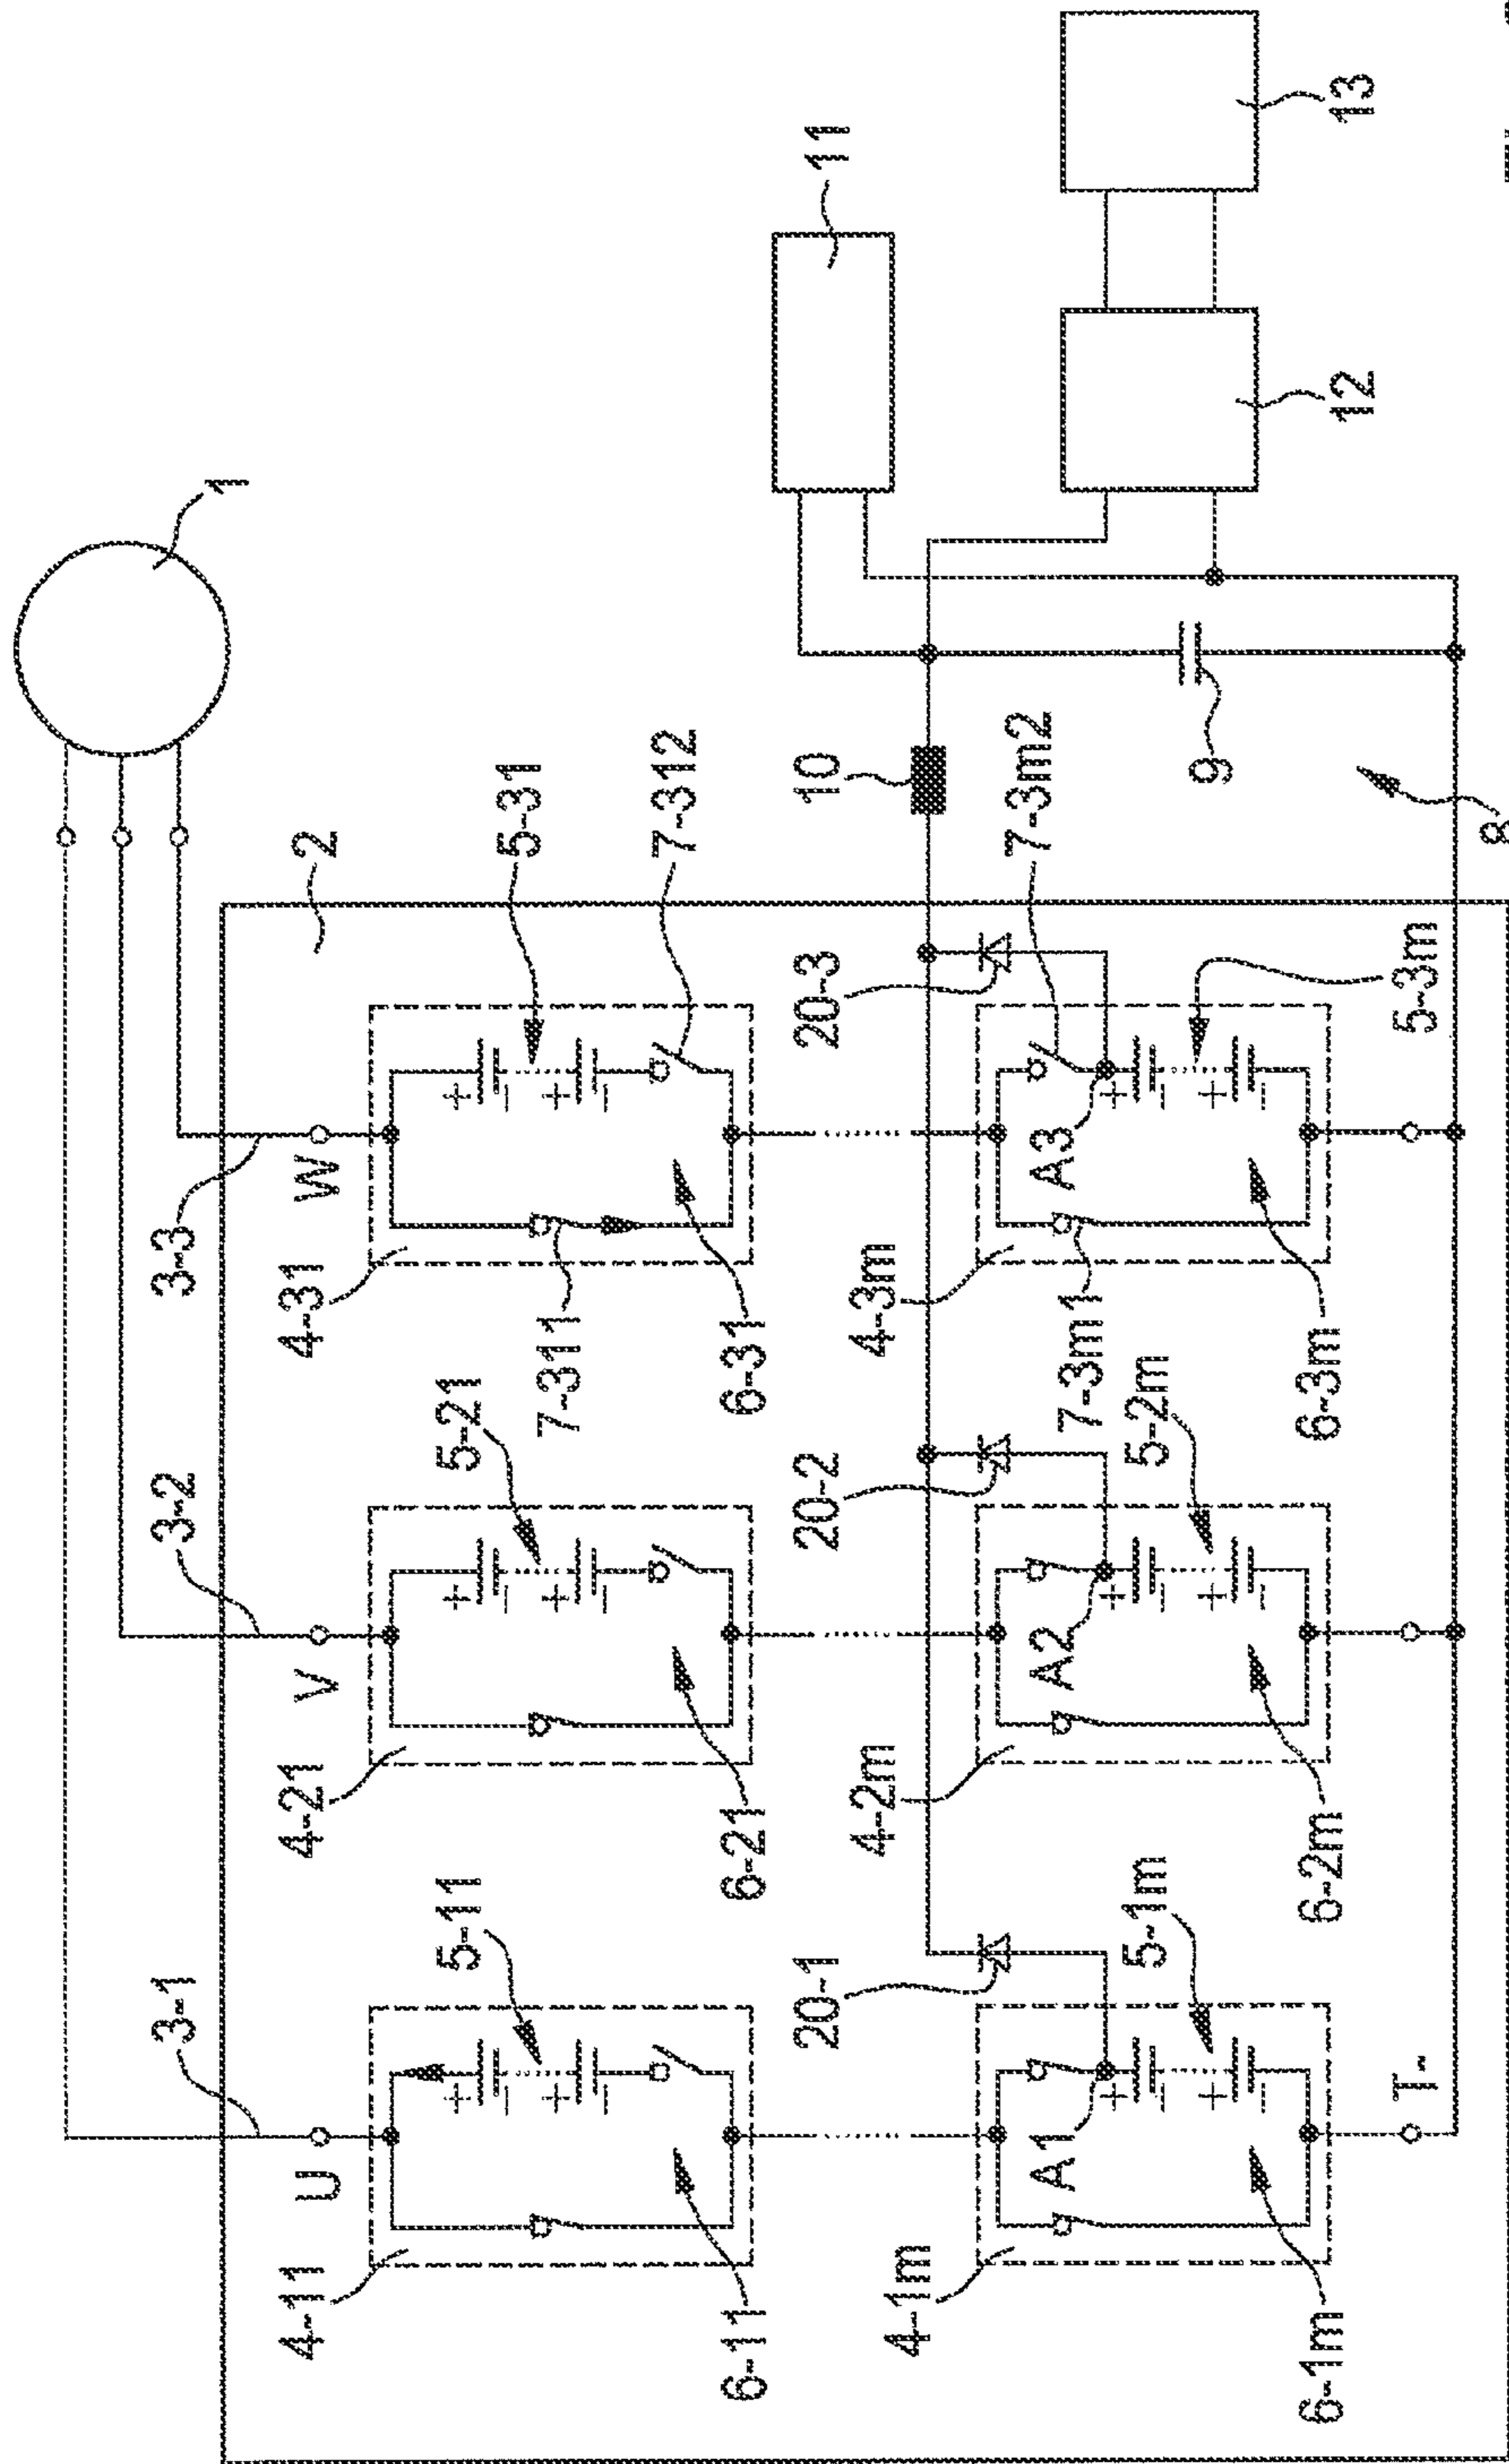 1
3-1
3-2
3-3
2
U
V
W
4-11
4-21
4-31
5-11
5-21
7-311
5-31
6-11
6-21
6-31
7-312
20-1
20-2
20-3
10
11
4-1m
4-2m
4-3m
A1
A2
A3
7-3m1
7-3m2
5-1m
5-2m
9
6-1m
6-2m
6-3m
12
13
T-
5-3m
8
+
-
+
-
+
-
+
-
+
-
+
-
+
-
+
-
+
-
+
-
+
-
+
-